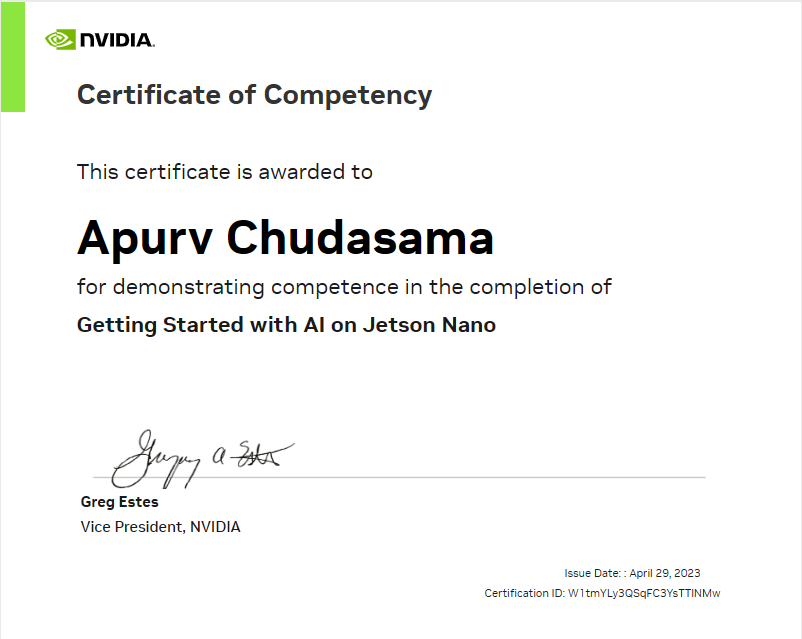 NVIDIA.
Certificate of Competency
This certificate is awarded to
Apurv Chudasama
for demonstrating competence in the completion of
Getting Started with AI on Jetson Nano
Gregory A Estes
Greg Estes
Vice President, NVIDIA
Issue Date: : April 29, 2023
Certification ID: W1tmYLy3QSqFC3YsTTINMw